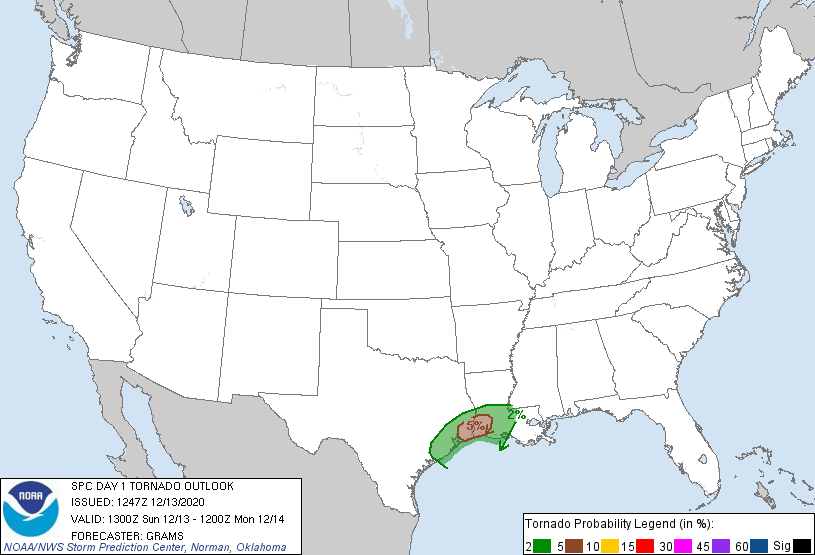 2%
5%
NOAA
SPC DAY 1 TORNADO OUTLOOK
ISSUED: 1247Z 12/13/2020
VALID: 1300Z Sun 12/13 - 1200Z Mon 12/14
FORECASTER: GRAMS
NOAA/NWS Storm Prediction Center, Norman, Oklahoma
Tornado Probability Legend (in %):
2 5 10 15 30 45 60 Sig